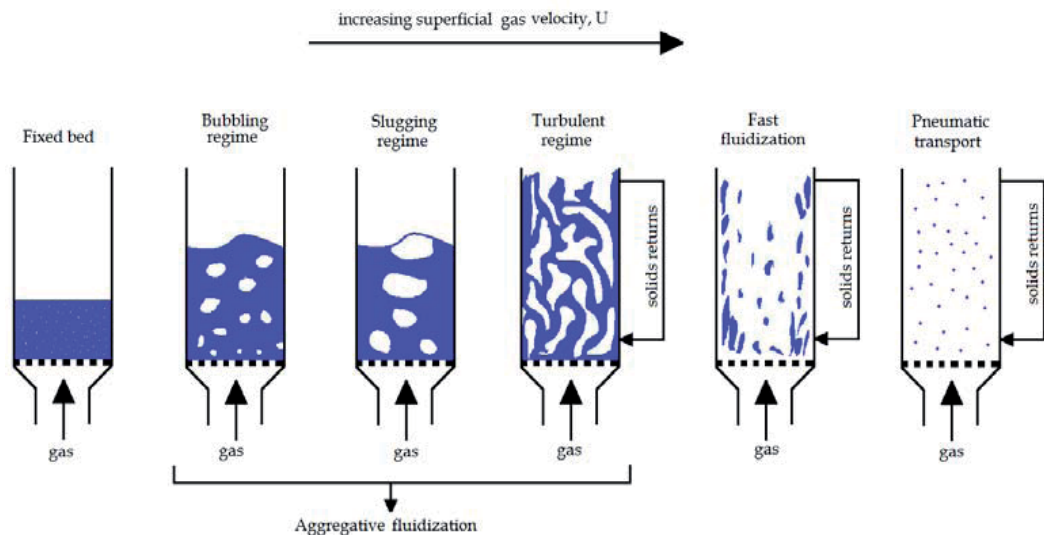 increasing superficial gas velocity, U
Fixed bed
Bubbling
regime
Slugging
regime
Turbulent
regime
Fast
fluidization
Pneumatic
transport
solids returns
solids returns
solids returns
gas
gas
gas
gas
gas
gas
Aggregative fluidization